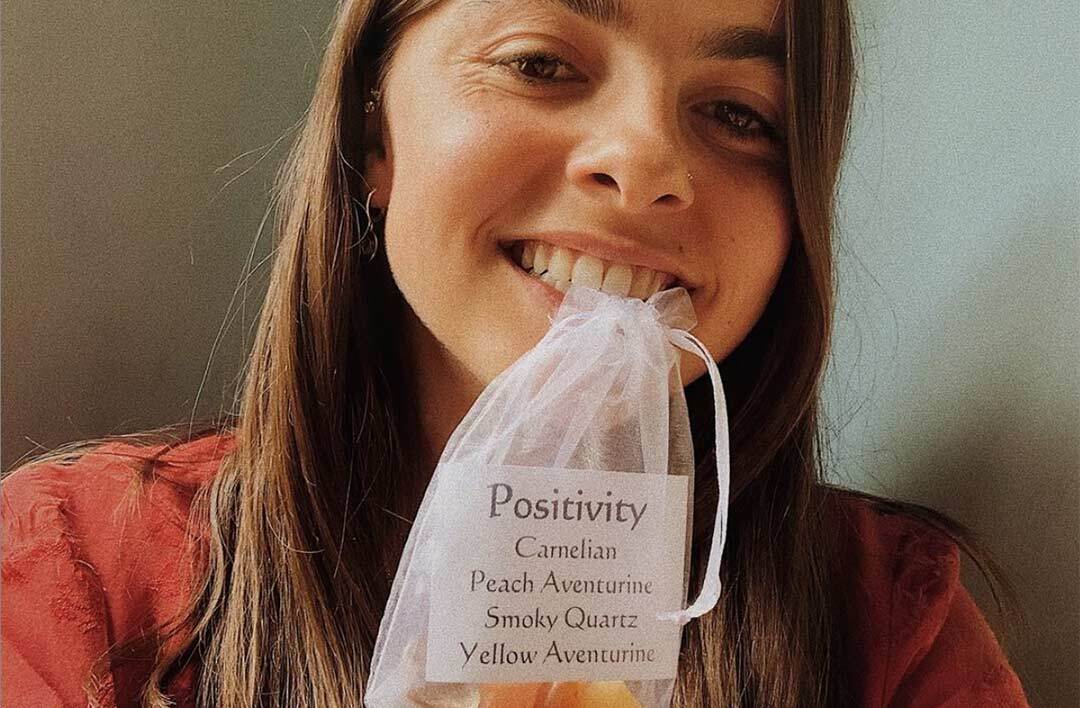 Positivity
Carnelian
Peach Aventurine
Smoky Quartz
Yellow Aventurine